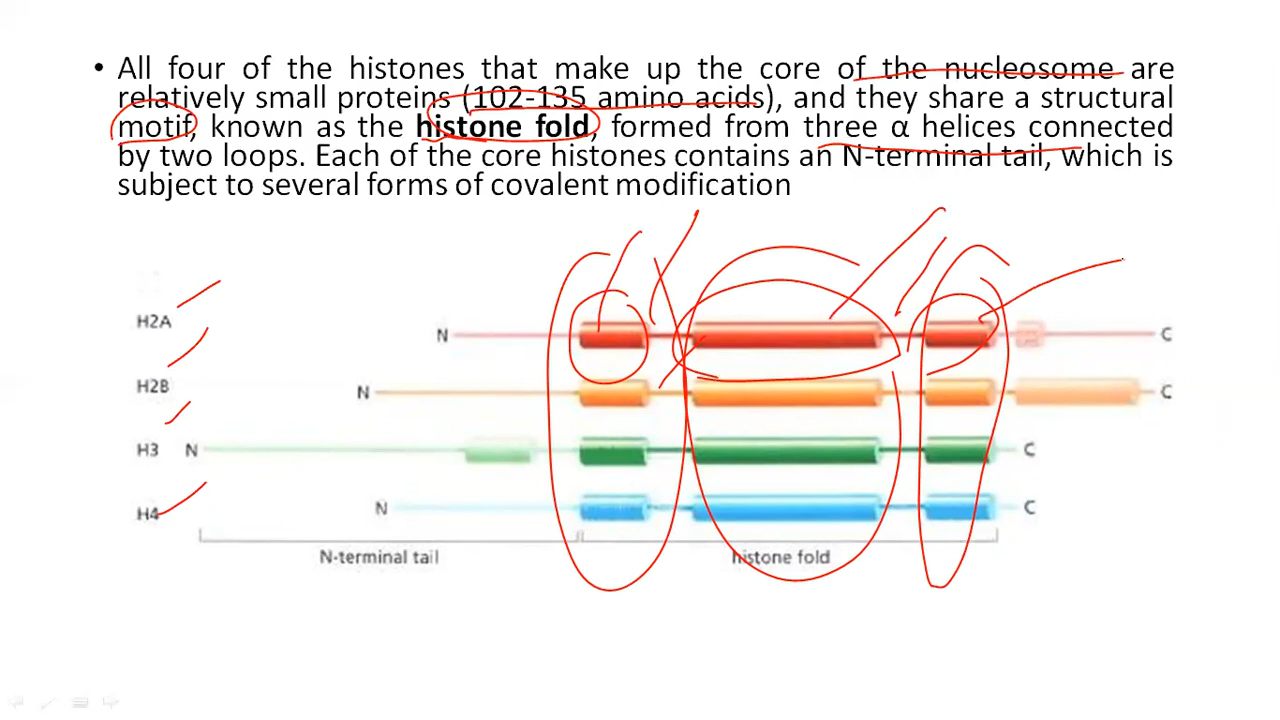 • All four of the histones that make up the core of the nucleosome are
relatively small proteins (102-135 amino acids), and they share a structural
motif, known as the histone fold, formed from three α helices connected
by two loops. Each of the core histones contains an N-terminal tail, which is
subject to several forms of covalent modification
H2A N C
H2B N C
H3 N C
H4 N C
N-terminal tail histone fold